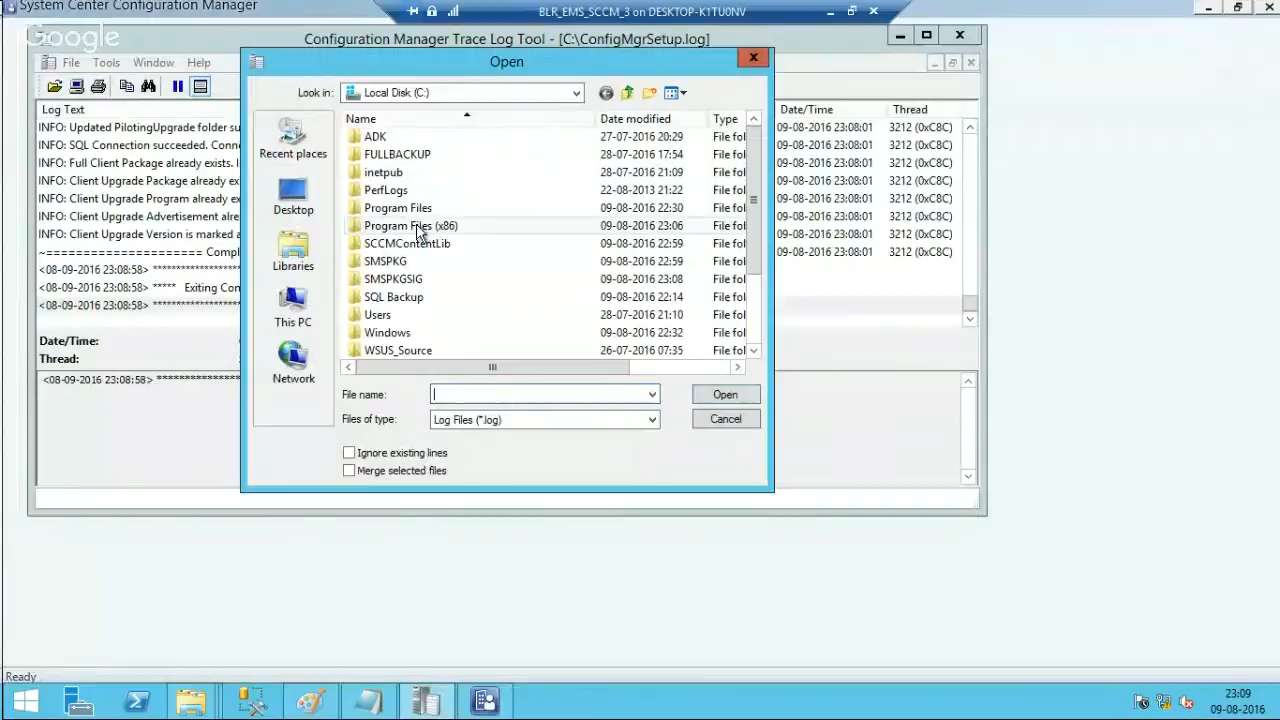 System Center Configuration Manager
BLR_EMS_SCCM_3 on DESKTOP-K1TU0NV
Google
Configuration Manager Trace Log Tool - [C:\ConfigMgrSetup.log]
File Tools Window Help
Open
Look in: Local Disk (C:)
Log Text
Date/Time Thread
INFO: Updated PilotingUpgrade folder su
09-08-2016 23:08:01 3212 (0xC8C)
INFO: SQL Connection succeeded. Conne
09-08-2016 23:08:01 3212 (0xC8C)
INFO: Full Client Package already exists. I
09-08-2016 23:08:01 3212 (0xC8C)
INFO: Client Upgrade Package already ex
09-08-2016 23:08:01 3212 (0xC8C)
INFO: Client Upgrade Program already ex
09-08-2016 23:08:01 3212 (0xC8C)
INFO: Client Upgrade Advertisement alre
09-08-2016 23:08:01 3212 (0xC8C)
INFO: Client Upgrade Version is marked a
09-08-2016 23:08:01 3212 (0xC8C)
~===================== Compl
09-08-2016 23:08:01 3212 (0xC8C)
<08-09-2016 23:08:58> ****************
<08-09-2016 23:08:58> ***** Exiting Con
<08-09-2016 23:08:58> ****************
Date/Time:
Thread:
<08-09-2016 23:08:58> ****************
Recent places
Desktop
Libraries
This PC
Network
Name Date modified Type
ADK 27-07-2016 20:29 File fol
FULLBACKUP 28-07-2016 17:54 File fol
inetpub 28-07-2016 21:09 File fol
PerfLogs 22-08-2013 21:22 File fol
Program Files 09-08-2016 22:30 File fol
Program Files (x86) 09-08-2016 23:06 File fol
SCCMContentLib 09-08-2016 22:59 File fol
SMSPKG 09-08-2016 22:59 File fol
SMSPKGSIG 09-08-2016 23:08 File fol
SQL Backup 09-08-2016 22:14 File fol
Users 28-07-2016 21:10 File fol
Windows 09-08-2016 22:32 File fol
WSUS_Source 26-07-2016 07:35 File fol
File name: Open
Files of type: Log Files (*.log) Cancel
Ignore existing lines
Merge selected files
Ready
23:09
09-08-2016